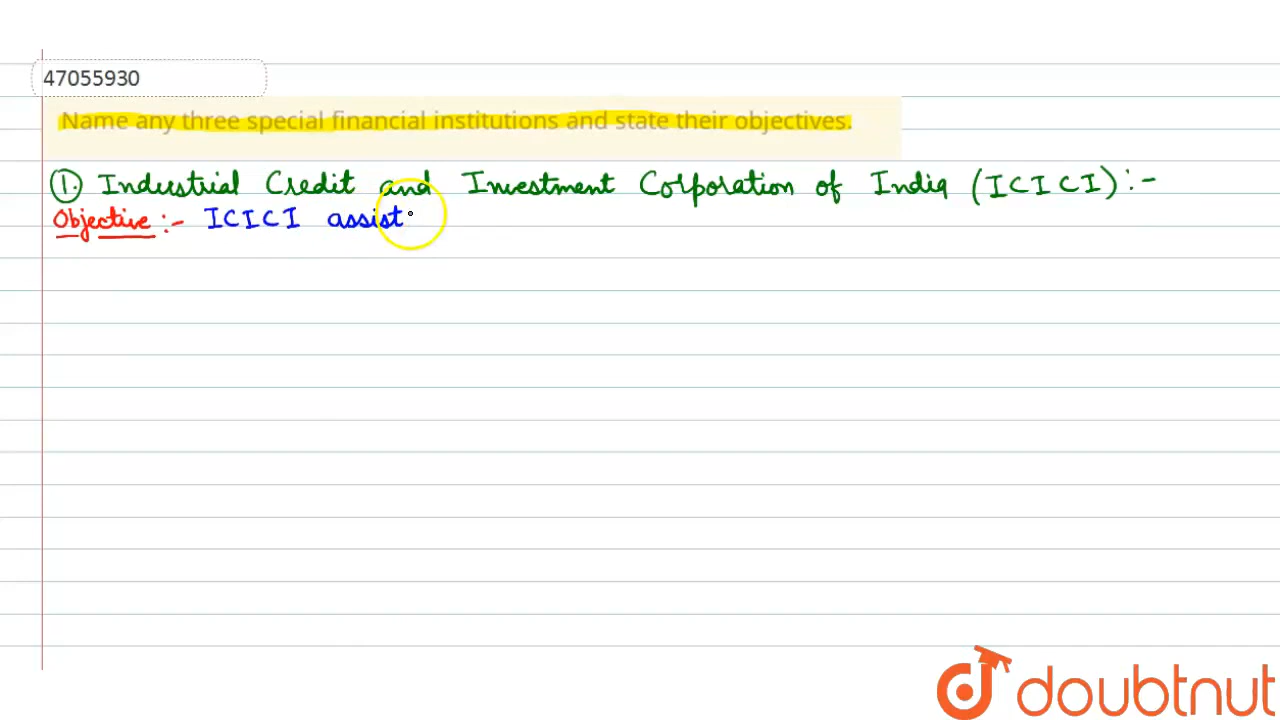 47055930
Name any three special financial institutions and state their objectives.
1. Industrial Credit and Investment Corporation of India (ICICI):-
Objective:- ICICI assist
doubtnut